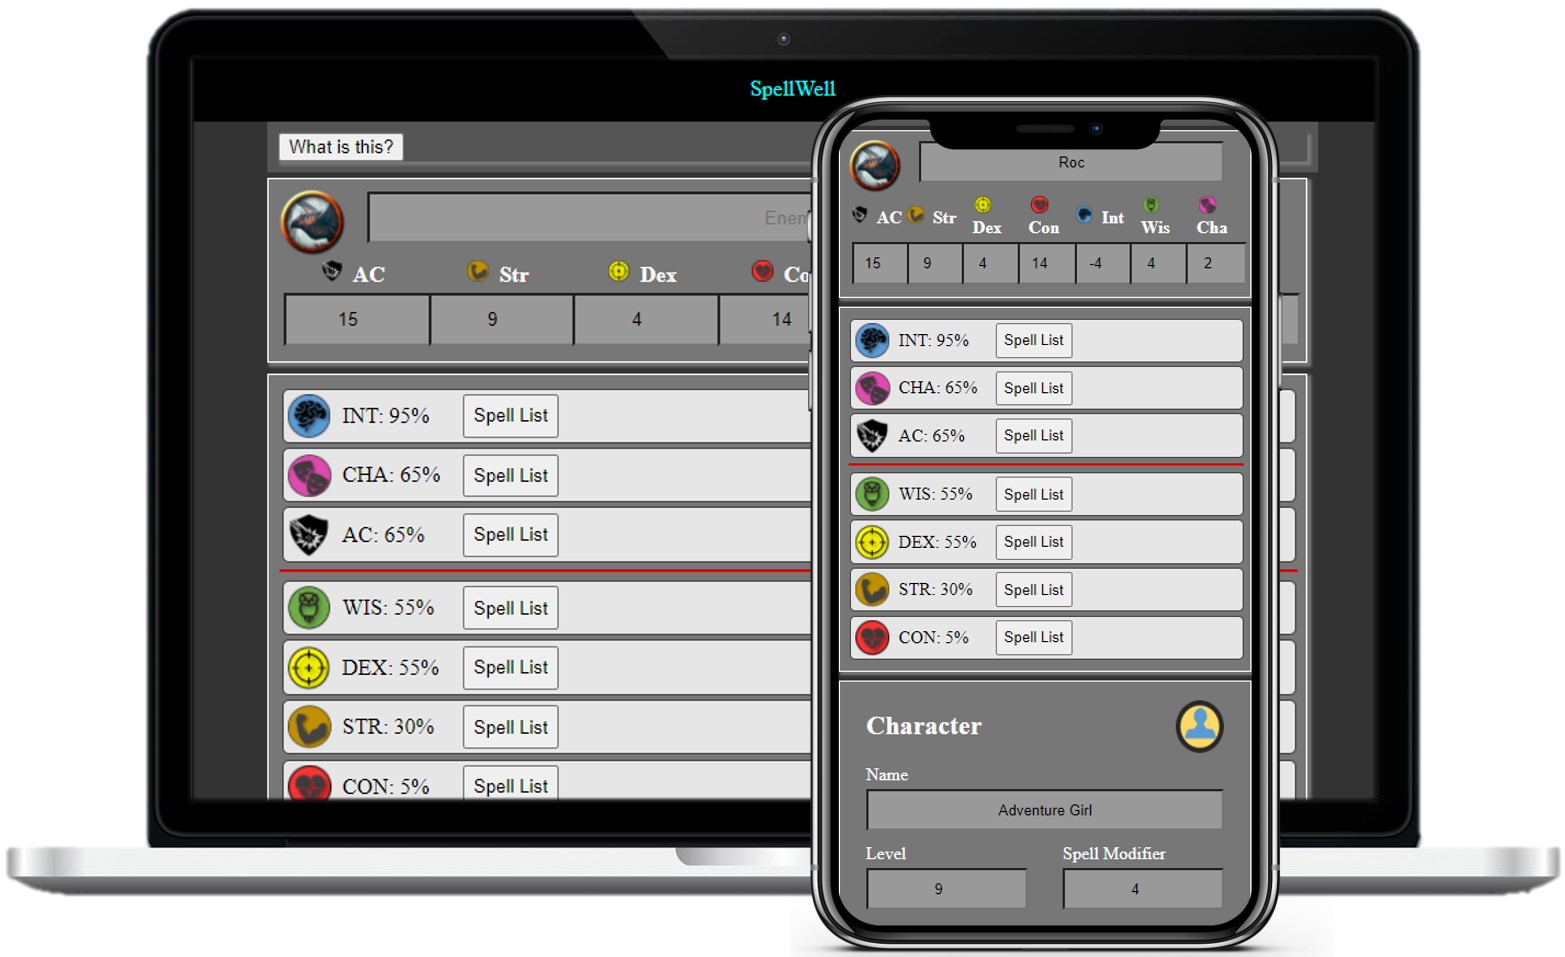 SpellWell
What is this?
Enem
AC Str Dex Co
15 9 4 14
INT: 95% Spell List
CHA: 65% Spell List
AC: 65% Spell List
WIS: 55% Spell List
DEX: 55% Spell List
STR: 30% Spell List
CON: 5% Spell List
Roc
AC Str Dex Con Int Wis Cha
15 9 4 14 -4 4 2
INT: 95% Spell List
CHA: 65% Spell List
AC: 65% Spell List
WIS: 55% Spell List
DEX: 55% Spell List
STR: 30% Spell List
CON: 5% Spell List
Character
Name
Adventure Girl
Level Spell Modifier
9 4